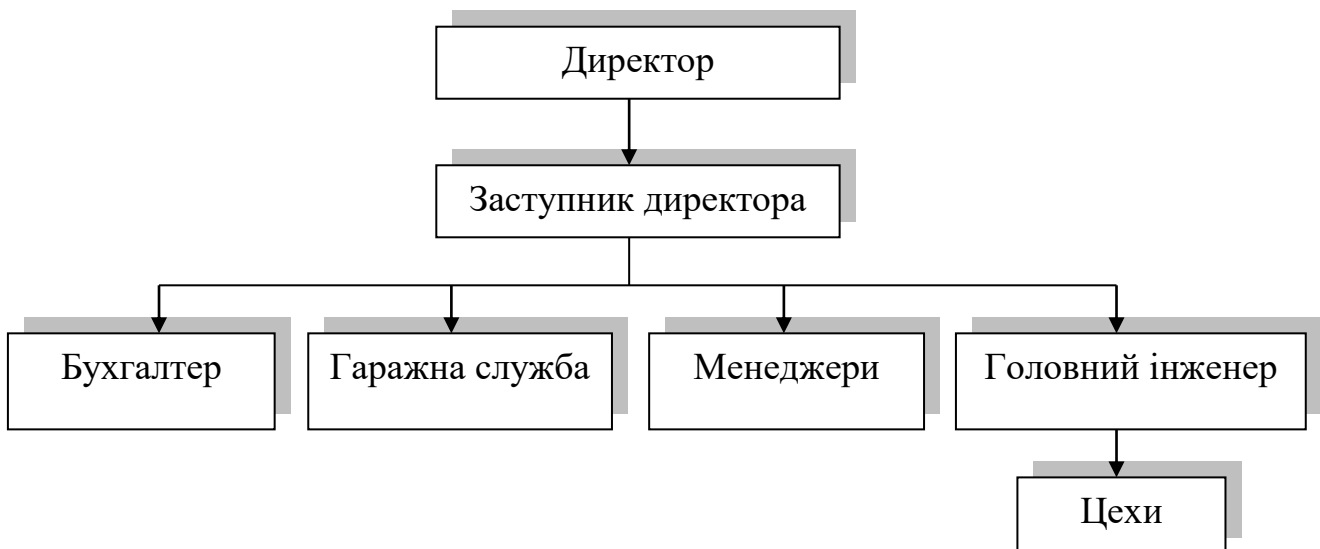 Директор
Заступник директора
Бухгалтер
Гаражна служба
Менеджери
Головний інженер
Цехи